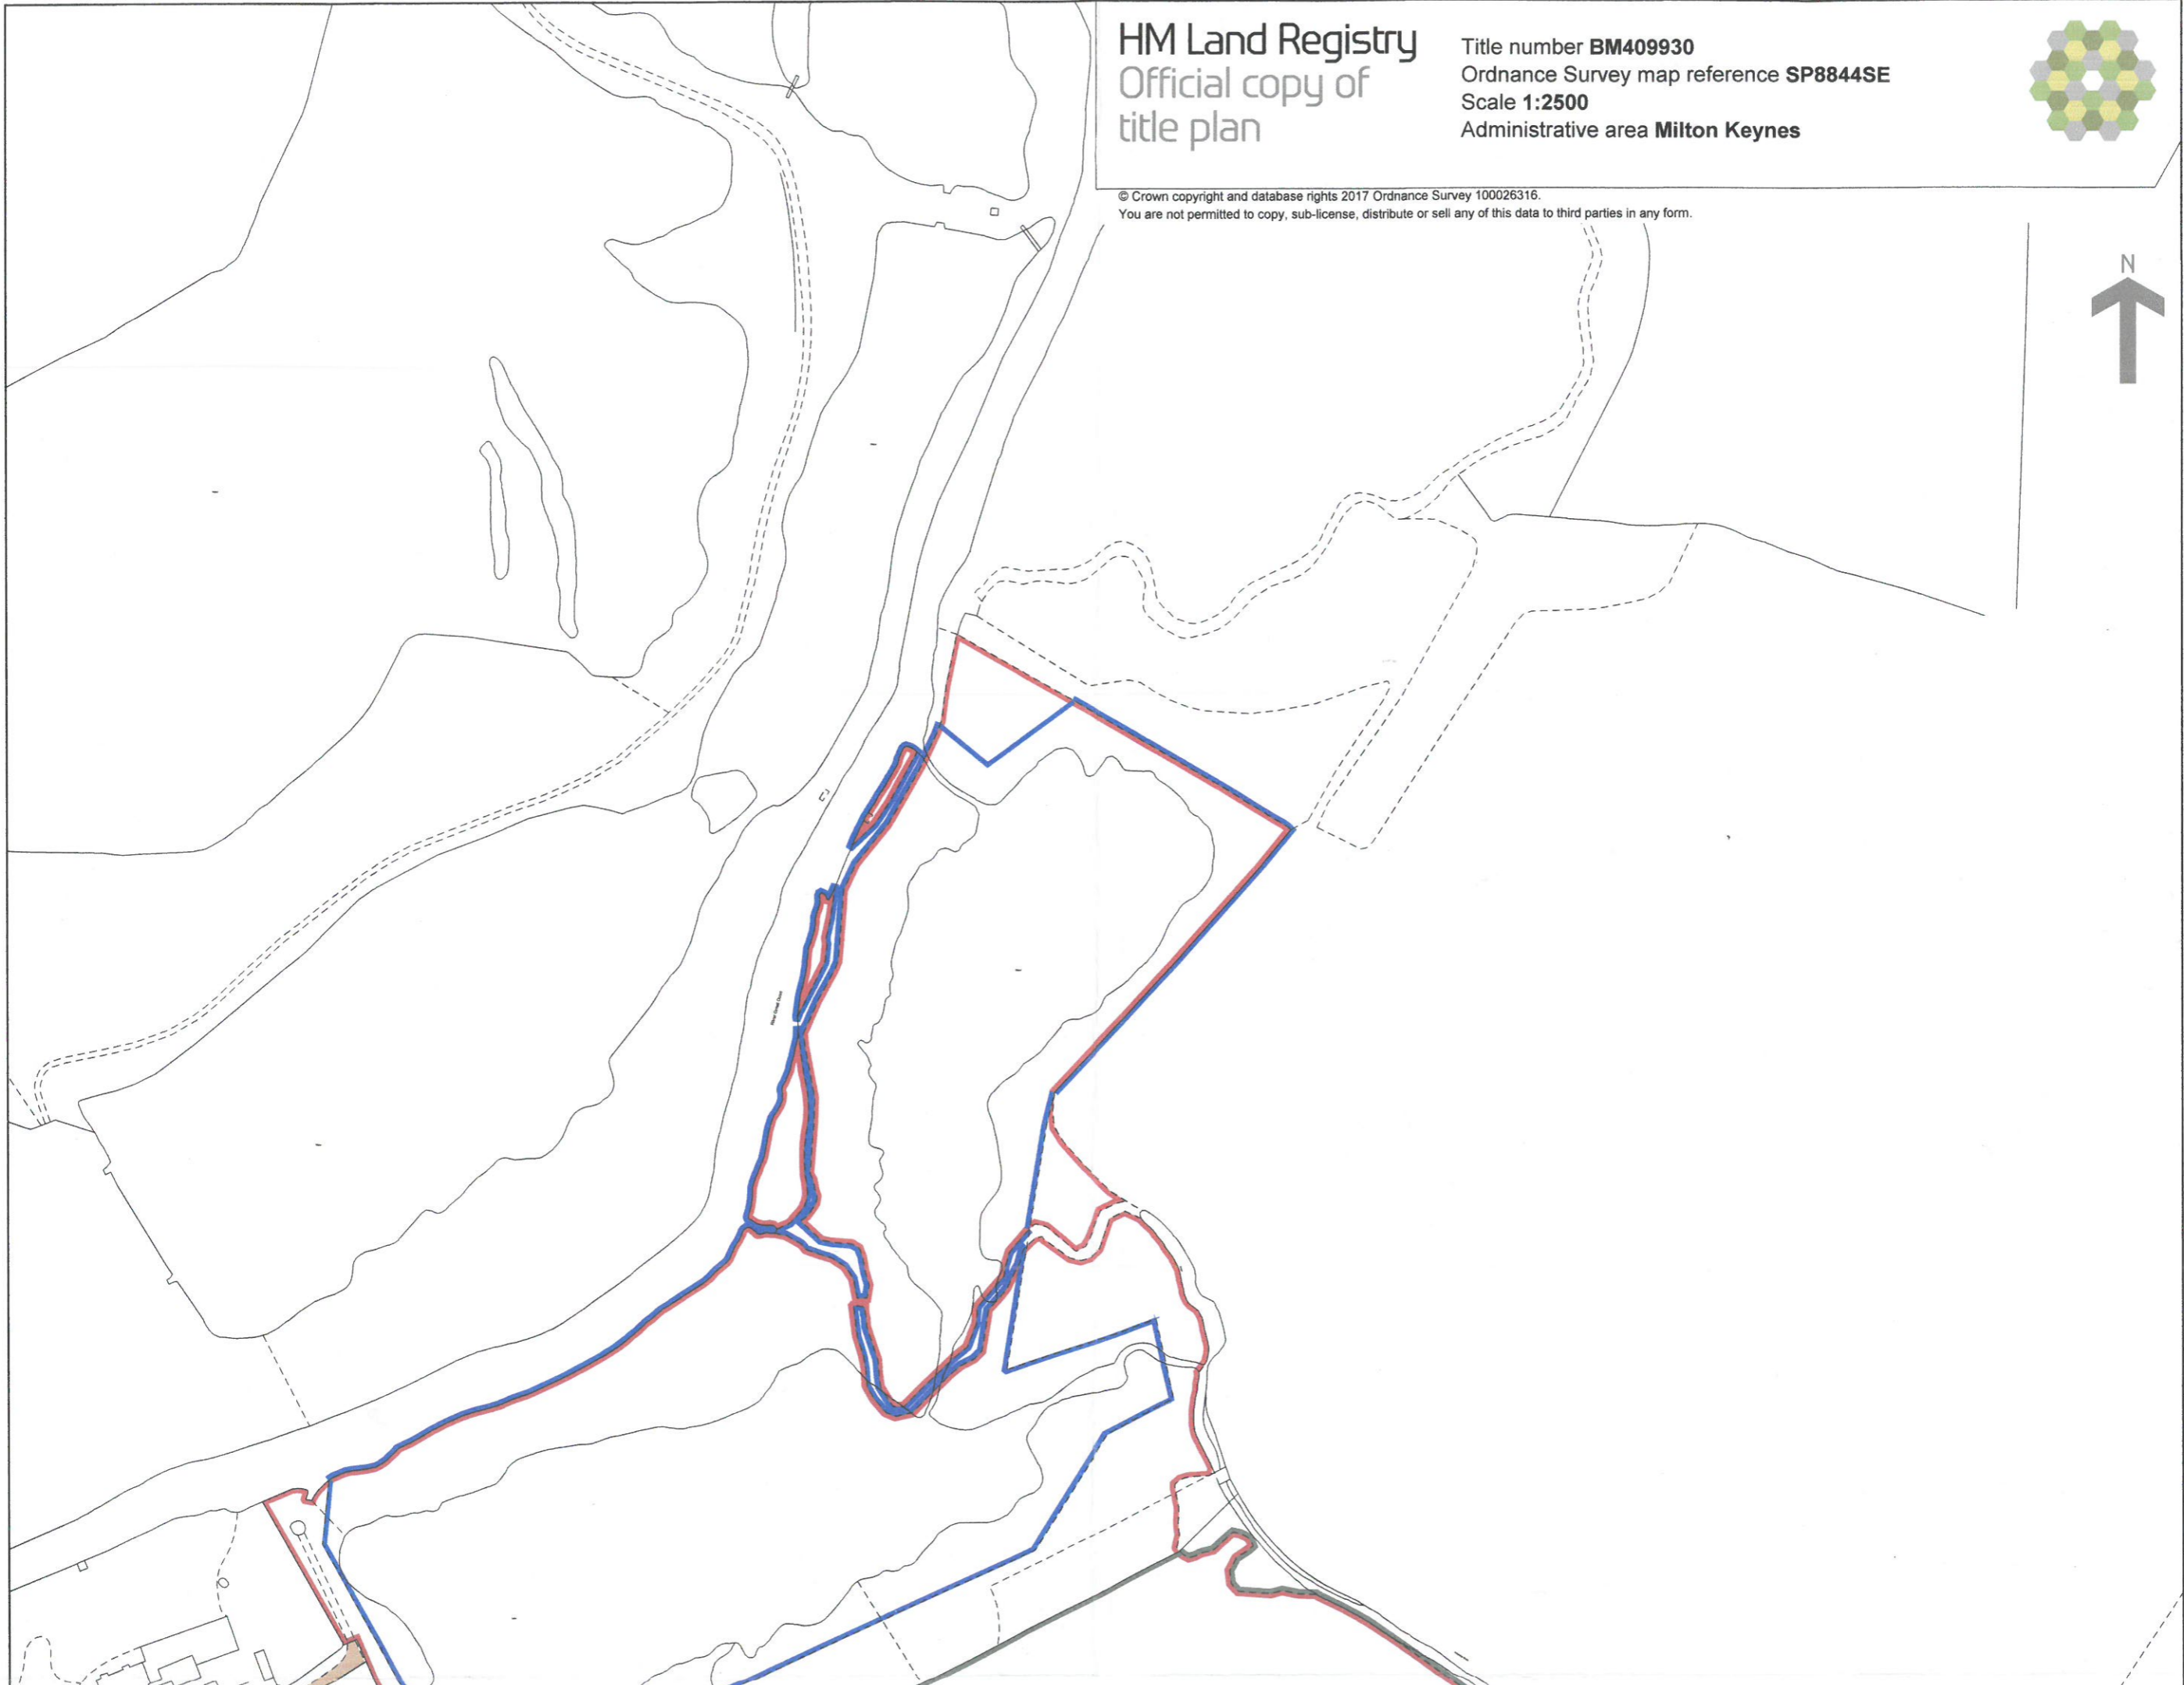 HM Land Registry
Official copy of
title plan
Title number BM409930
Ordnance Survey map reference SP8844SE
Scale 1:2500
Administrative area Milton Keynes
© Crown copyright and database rights 2017 Ordnance Survey 100026316.
You are not permitted to copy, sub-license, distribute or sell any of this data to third parties in any form.
N